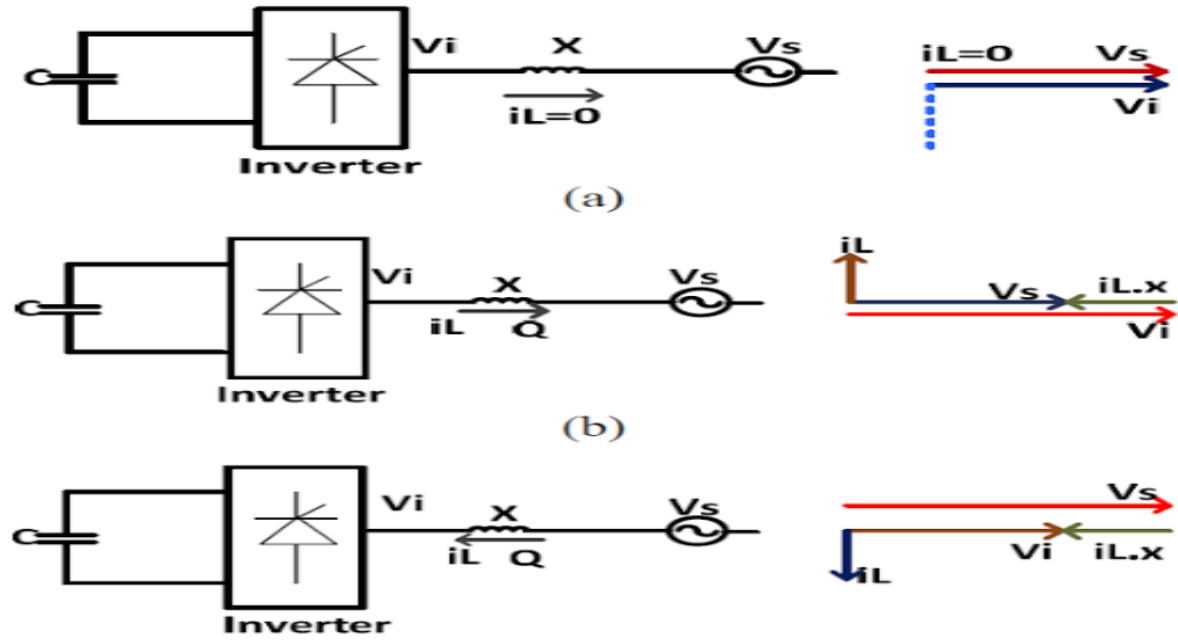 Vi X Vs iL=0 Vs
C
iL=0 Vi
Inverter
(a)
iL
Vi X Vs Vs iL.x
C
iL Q Vi
Inverter
(b)
Vi X Vs Vs
C
iL Q Vi iL.x
iL
Inverter